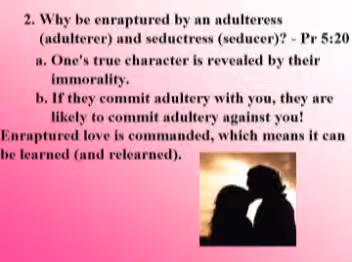 2. Why be enraptured by an adulteress
(adulterer) and seductress (seducer)? - Pr 5:20
a. One's true character is revealed by their
immorality.
b. If they commit adultery with you, they are
likely to commit adultery against you!
Enraptured love is commanded, which means it can
be learned (and relearned).